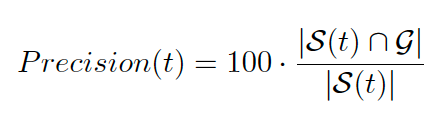 Precision(t) = 100 · |𝒮(t) ∩ 𝒢| / |𝒮(t)|